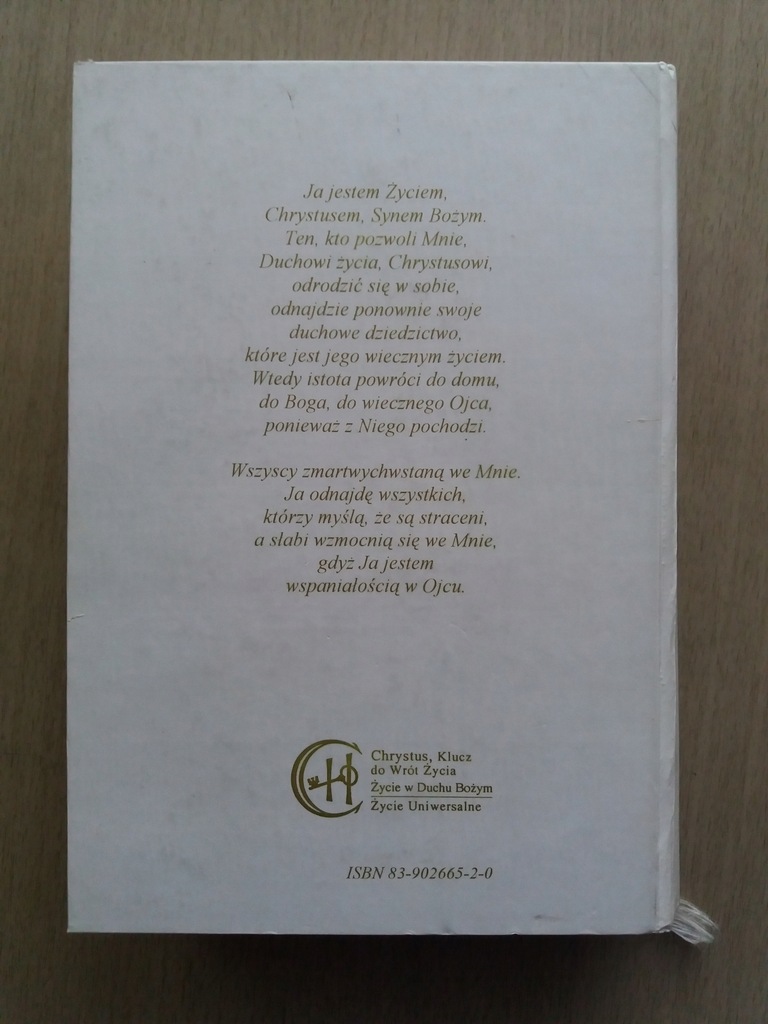 Ja jestem Życiem,
Chrystusem, Synem Bożym.
Ten, kto pozwoli Mnie,
Duchowi życia, Chrystusowi,
odrodzić się w sobie,
odnajdzie ponownie swoje
duchowe dziedzictwo,
które jest jego wiecznym życiem.
Wtedy istota powróci do domu,
do Boga, do wiecznego Ojca,
ponieważ z Niego pochodzi.
Wszyscy zmartwychwstaną we Mnie.
Ja odnajdę wszystkich,
którzy myślą, że są straceni,
a słabi wzmocnią się we Mnie,
gdyż Ja jestem
wspaniałością w Ojcu.
Chrystus, Klucz
do Wrót Życia
Życie w Duchu Bożym
Życie Uniwersalne
ISBN 83-902665-2-0